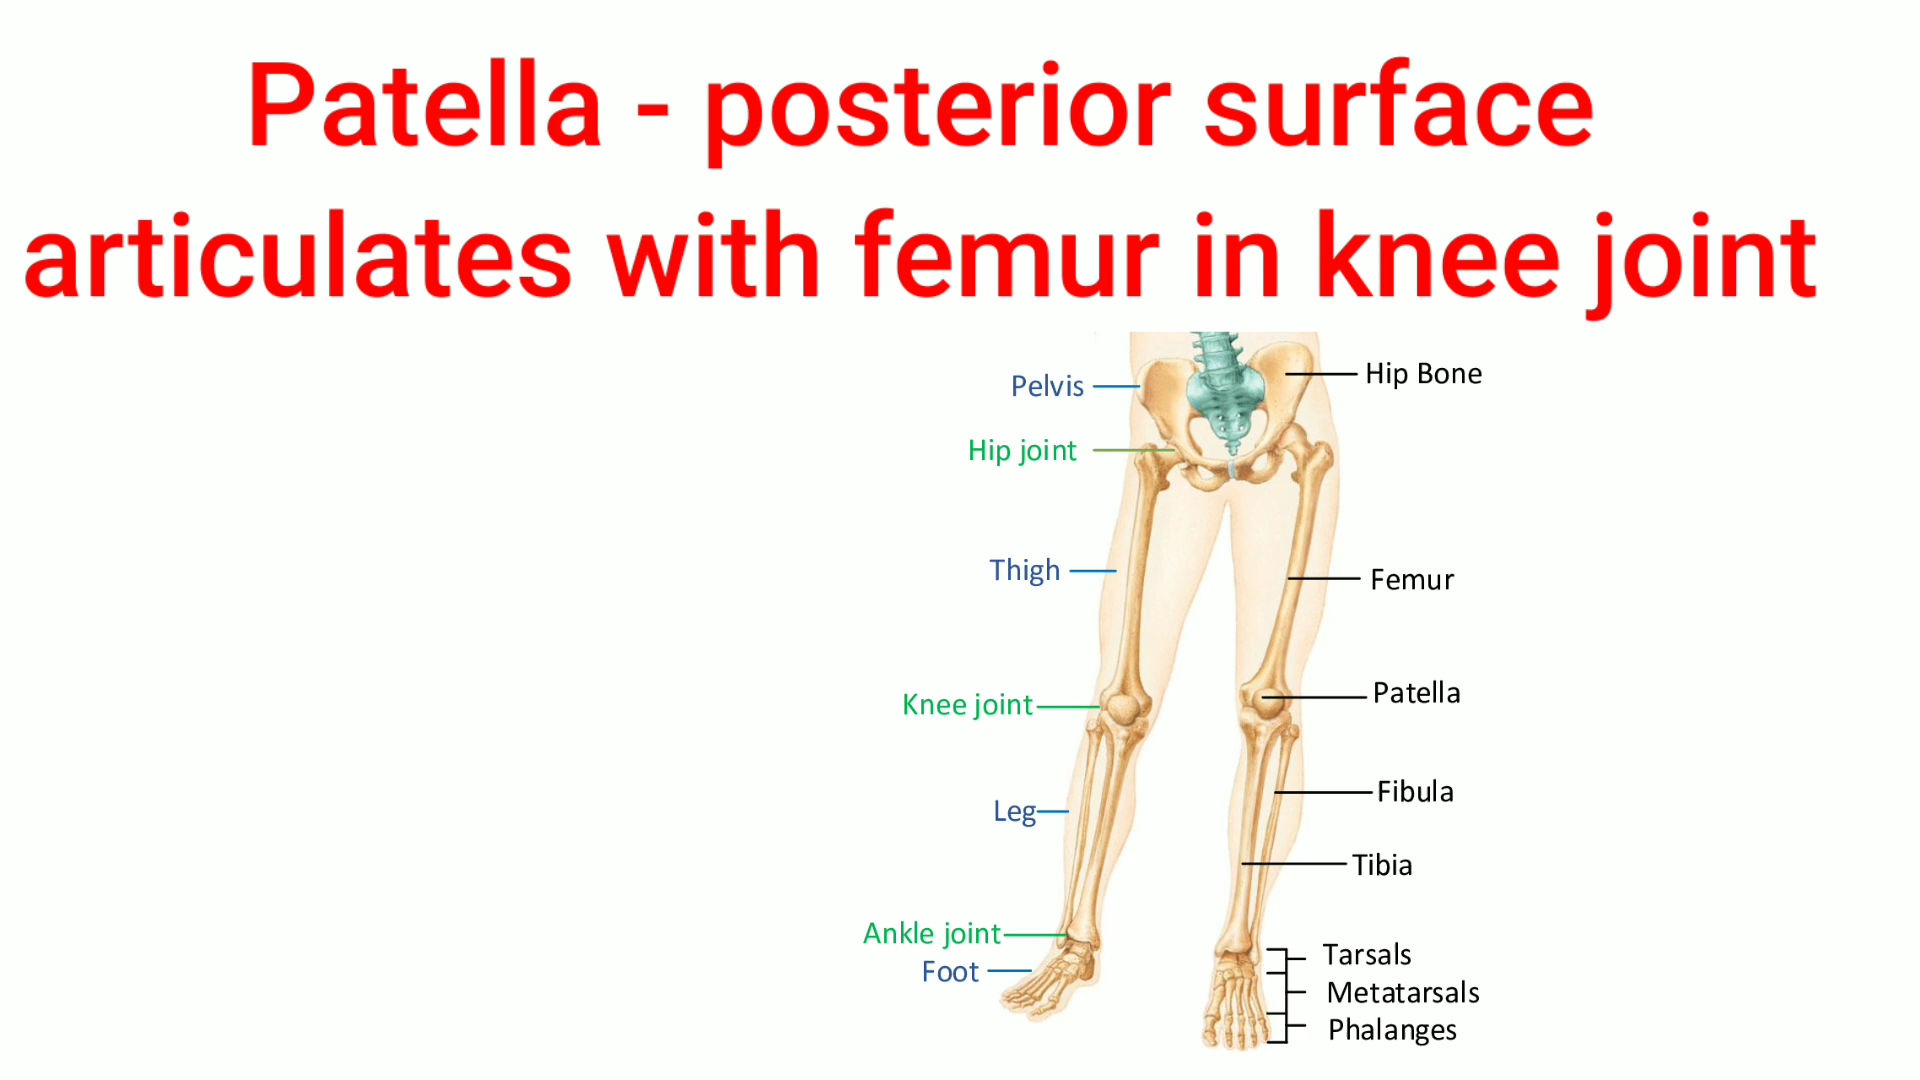 Patella - posterior surface
articulates with femur in knee joint
Pelvis
Hip Bone
Hip joint
Thigh
Femur
Knee joint
Patella
Leg
Fibula
Tibia
Ankle joint
Foot
Tarsals
Metatarsals
Phalanges